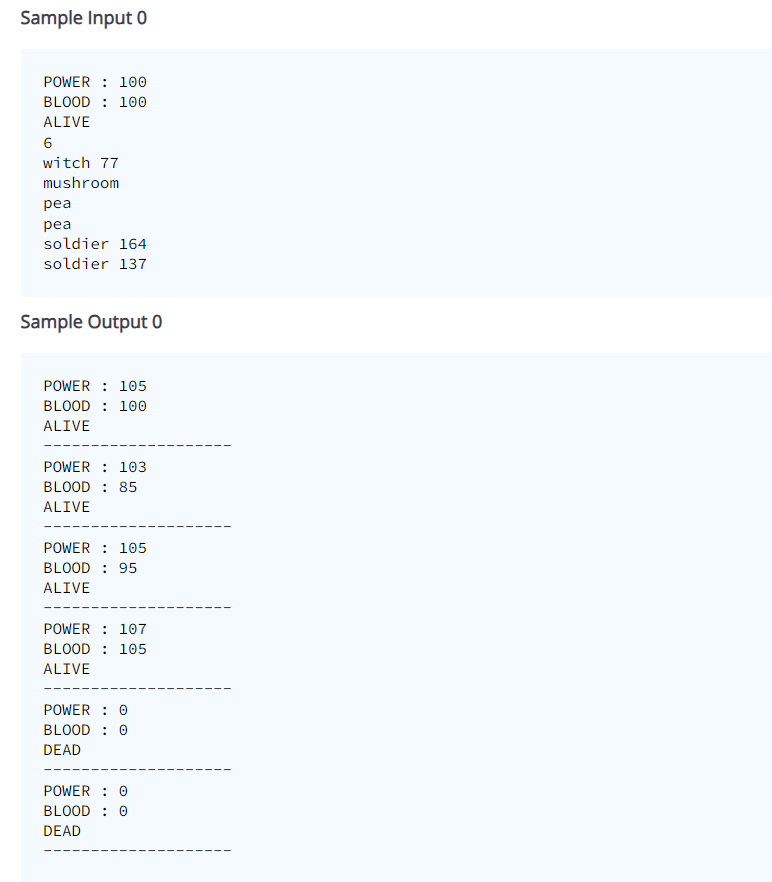 Sample Input 0
POWER : 100
BLOOD : 100
ALIVE
6
witch 77
mushroom
pea
pea
soldier 164
soldier 137
Sample Output 0
POWER : 105
BLOOD : 100
ALIVE
--------------------
POWER : 103
BLOOD : 85
ALIVE
--------------------
POWER : 105
BLOOD : 95
ALIVE
--------------------
POWER : 107
BLOOD : 105
ALIVE
--------------------
POWER : 0
BLOOD : 0
DEAD
--------------------
POWER : 0
BLOOD : 0
DEAD
--------------------